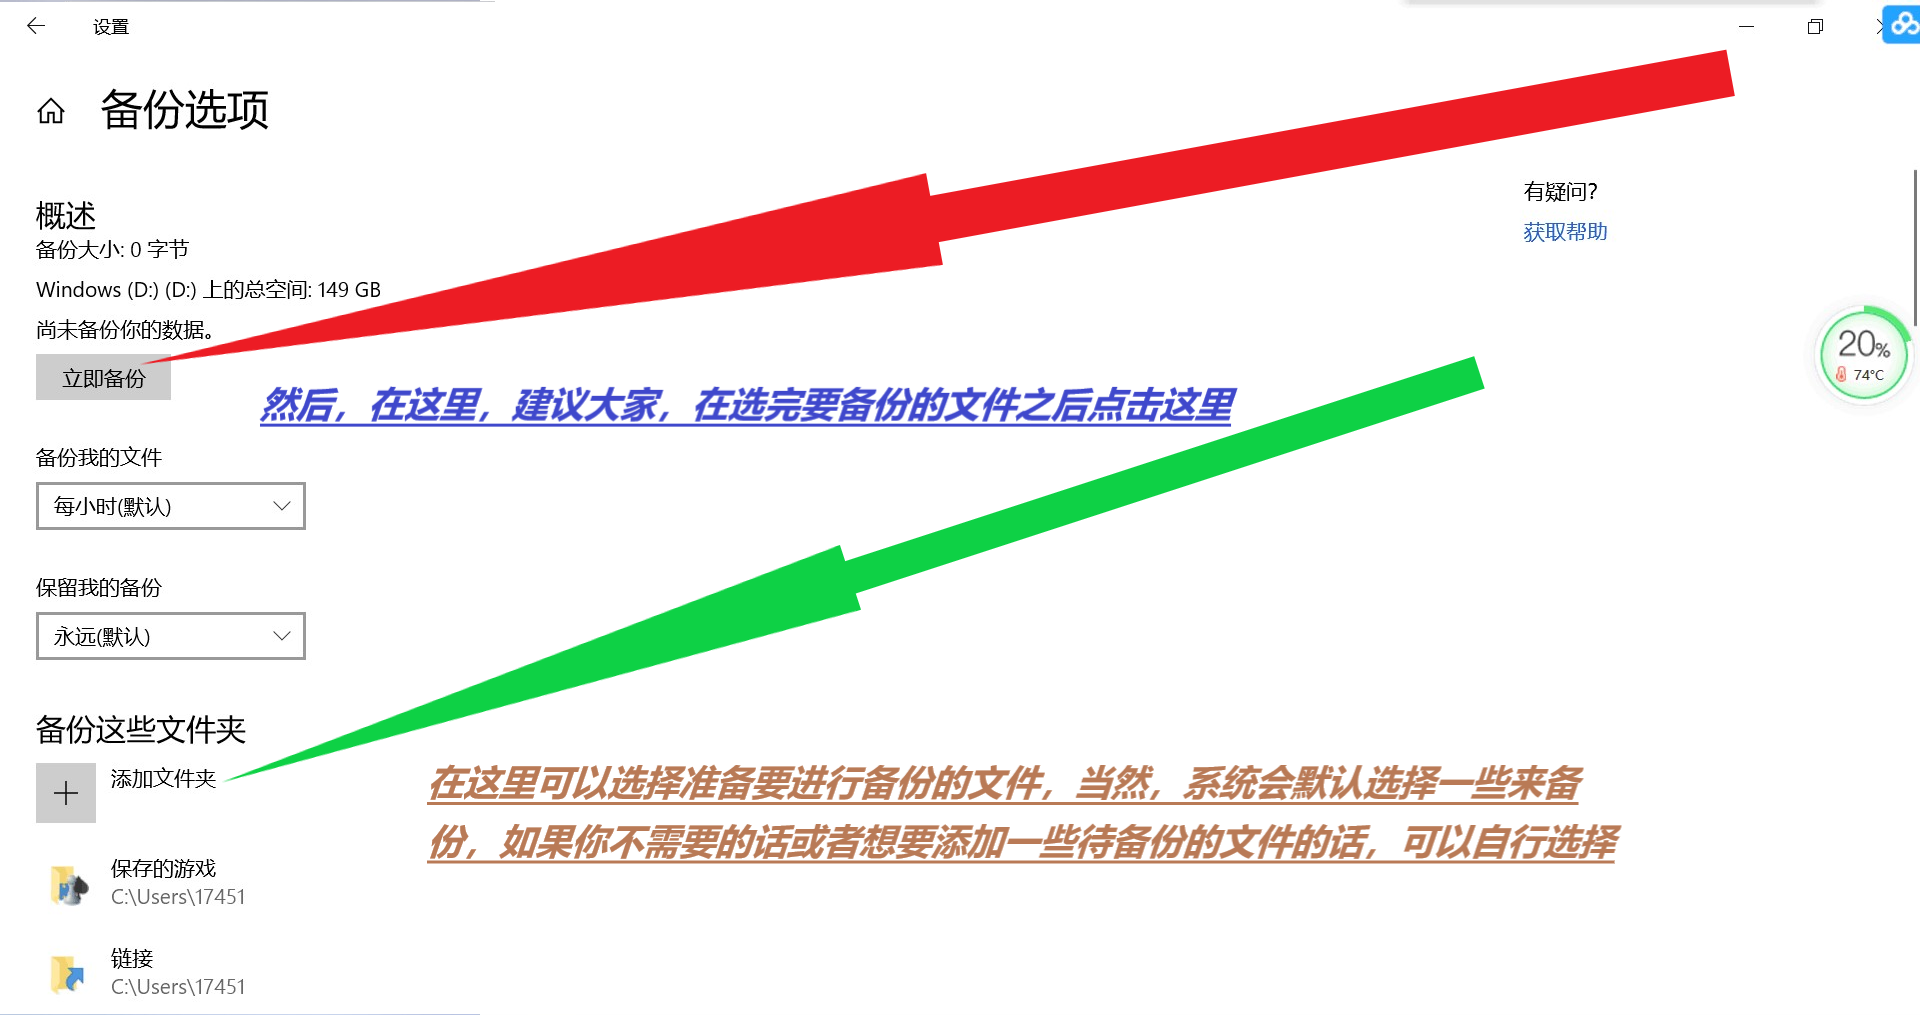 设置
备份选项
概述
备份大小: 0 字节
Windows (D:) (D:) 上的总空间: 149 GB
尚未备份你的数据。
立即备份
有疑问?
获取帮助
20%
74°C
然后，在这里，建议大家，在选完要备份的文件之后点击这里
备份我的文件
每小时(默认)
保留我的备份
永远(默认)
备份这些文件夹
添加文件夹
在这里可以选择准备要进行备份的文件，当然，系统会默认选择一些来备
份，如果你不需要的话或者想要添加一些待备份的文件的话，可以自行选择
保存的游戏
C:\Users\17451
链接
C:\Users\17451